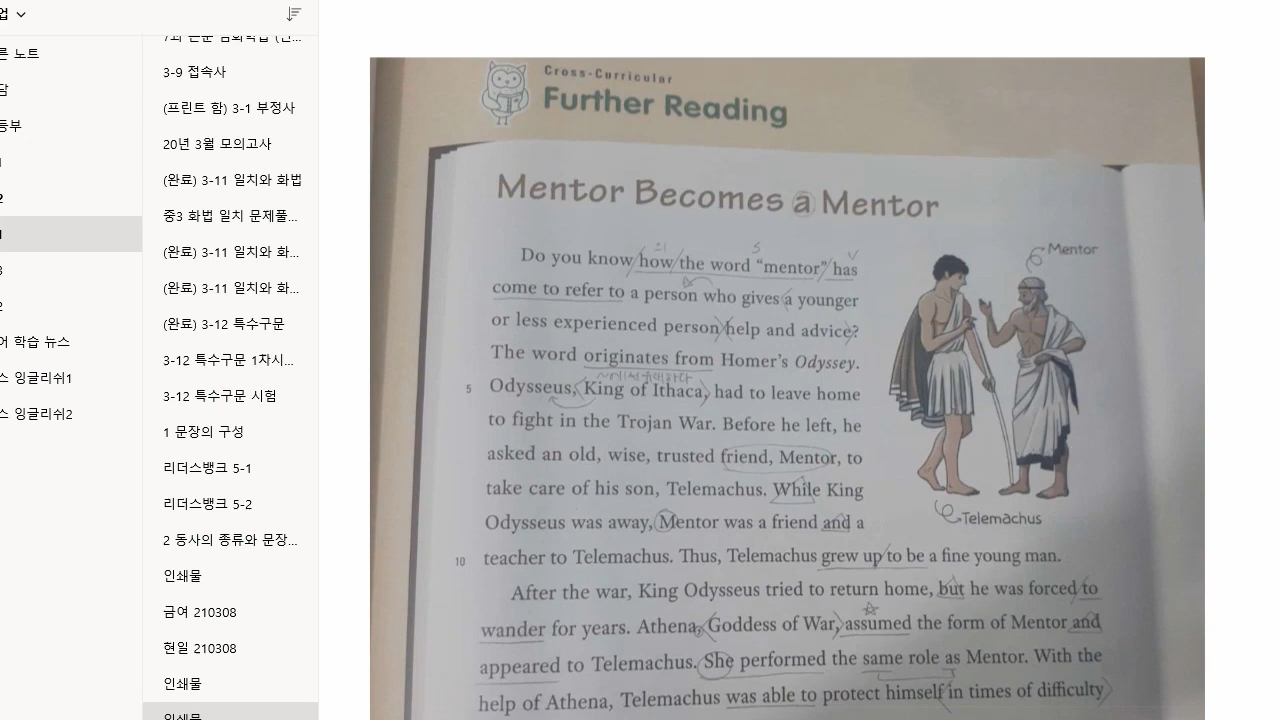 업
른 노트
3-9 접속사
(프린트 함) 3-1 부정사
등부
20년 3월 모의고사
(완료) 3-11 일치와 화법
중3 화법 일치 문제풀...
(완료) 3-11 일치와 화...
(완료) 3-11 일치와 화...
(완료) 3-12 특수구문
어 학습 뉴스
3-12 특수구문 1차시...
스 잉글리쉬1
3-12 특수구문 시험
스 잉글리쉬2
1 문장의 구성
리더스뱅크 5-1
리더스뱅크 5-2
2 동사의 종류와 문장...
인쇄물
금여 210308
현일 210308
인쇄물
인쇄물
Cross-Curricular
Further Reading
Mentor Becomes a Mentor
Do you know how the word “mentor” has
come to refer to a person who gives a younger
or less experienced person help and advice?
The word originates from Homer’s Odyssey.
~에서 유래하다
5 Odysseus, King of Ithaca, had to leave home
to fight in the Trojan War. Before he left, he
asked an old, wise, trusted friend, Mentor, to
take care of his son, Telemachus. While King
Odysseus was away, Mentor was a friend and a
10 teacher to Telemachus. Thus, Telemachus grew up to be a fine young man.
After the war, King Odysseus tried to return home, but he was forced to
wander for years. Athena, Goddess of War, assumed the form of Mentor and
appeared to Telemachus. She performed the same role as Mentor. With the
help of Athena, Telemachus was able to protect himself in times of difficulty
Mentor
Telemachus